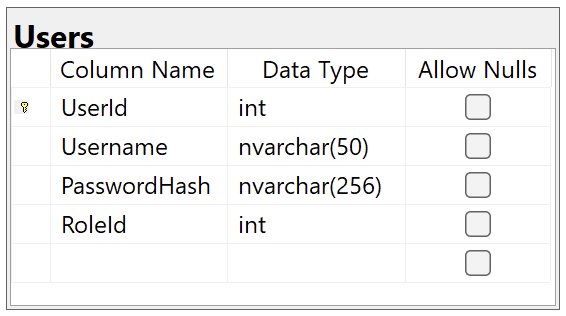 Users
Column Name Data Type Allow Nulls
UserId int
Username nvarchar(50)
PasswordHash nvarchar(256)
RoleId int